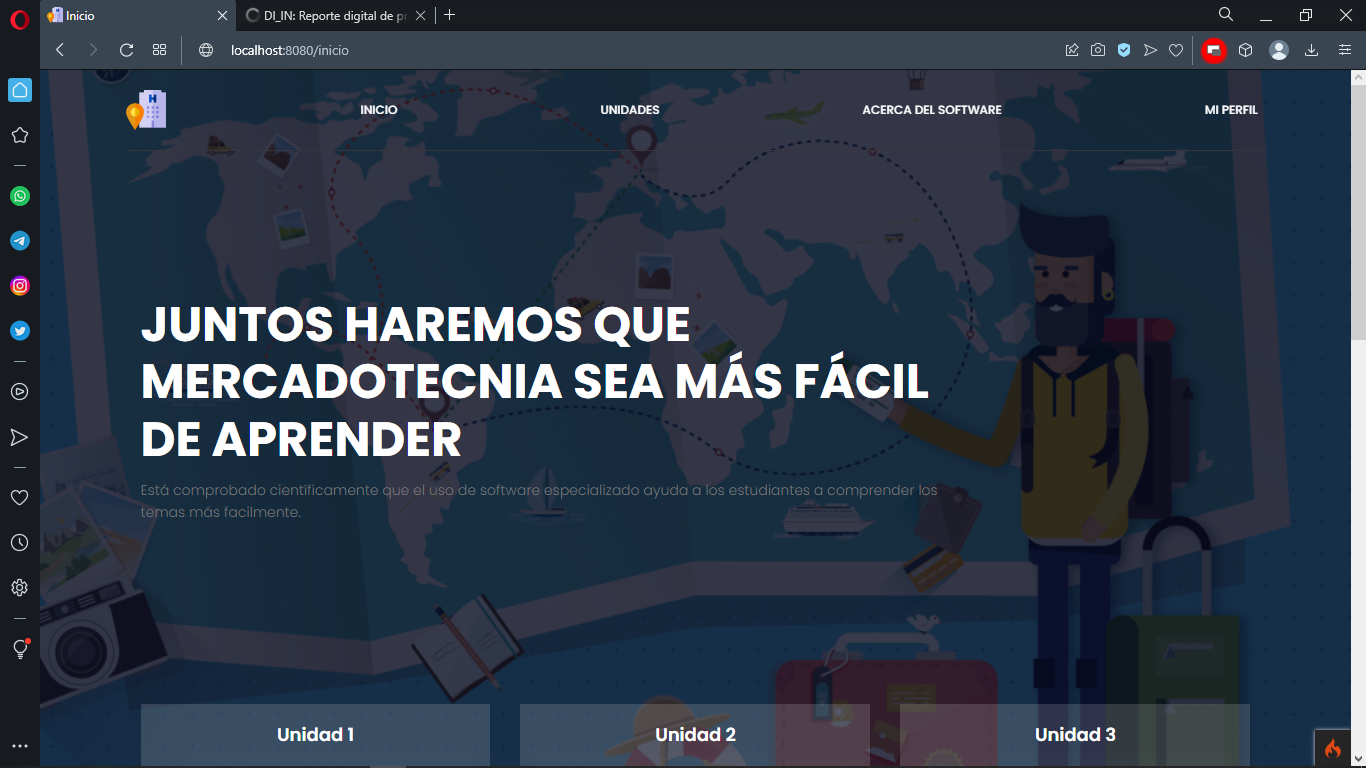 Inicio
DI_IN: Reporte digital de pr
localhost:8080/inicio
H
INICIO
UNIDADES
ACERCA DEL SOFTWARE
MI PERFIL
JUNTOS HAREMOS QUE
MERCADOTECNIA SEA MÁS FÁCIL
DE APRENDER
Está comprobado científicamente que el uso de software especializado ayuda a los estudiantes a comprender los
temas más facilmente.
Unidad 1
Unidad 2
Unidad 3